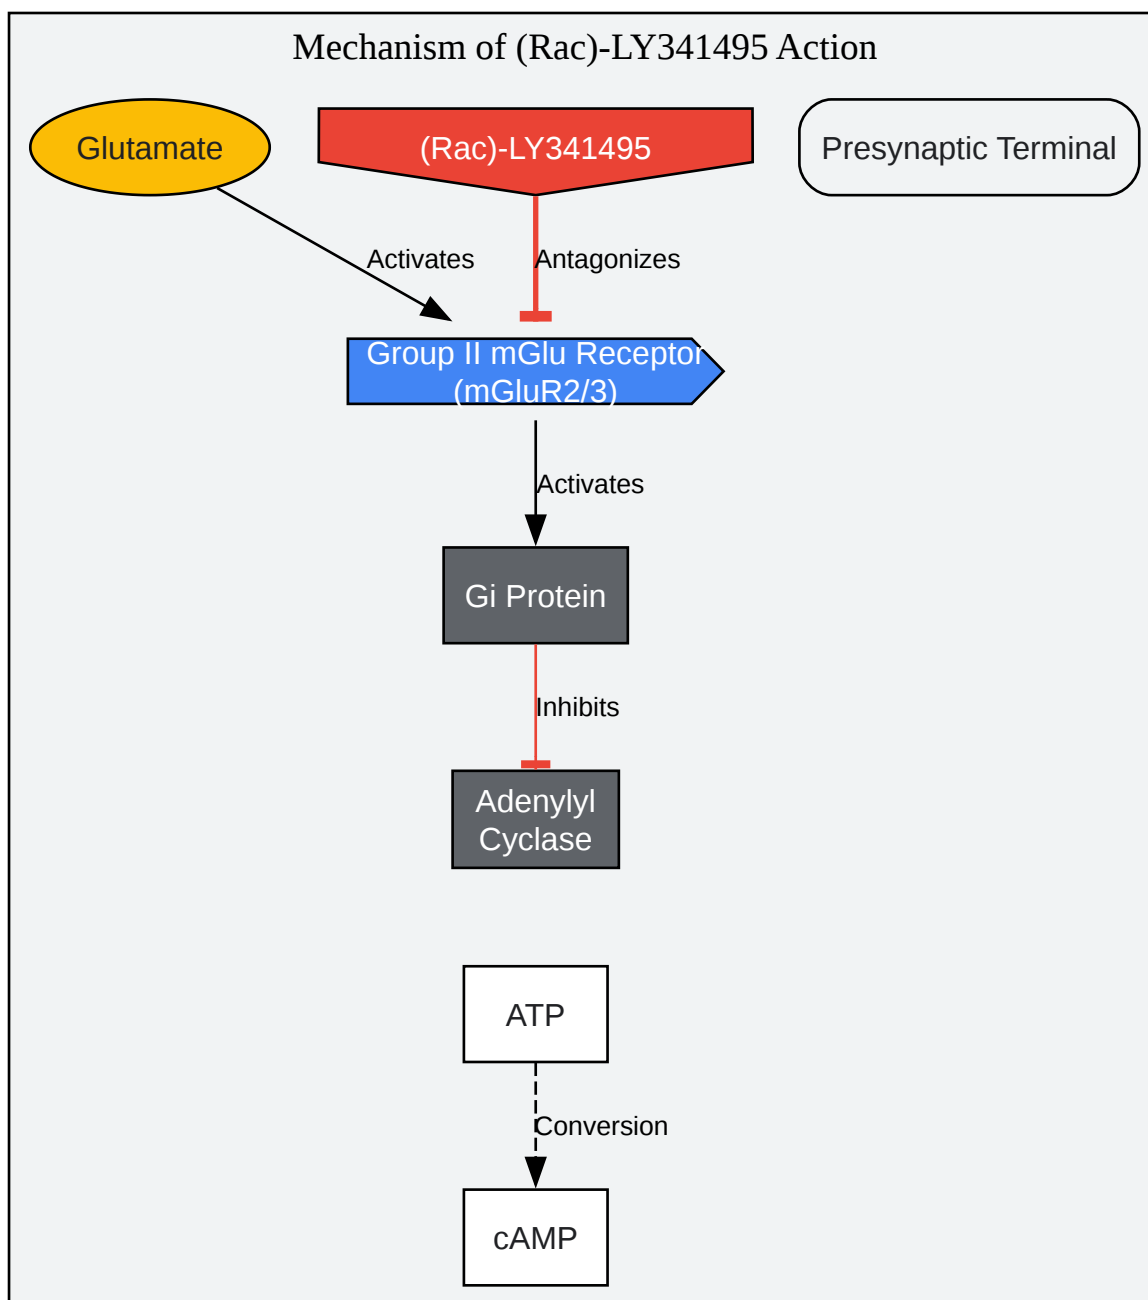 Mechanism of (Rac)-LY341495 Action
Glutamate
(Rac)-LY341495
Presynaptic Terminal
Activates
Antagonizes
Group II mGlu Receptor
(mGluR2/3)
Activates
Gi Protein
Inhibits
Adenylyl
Cyclase
ATP
Conversion
cAMP